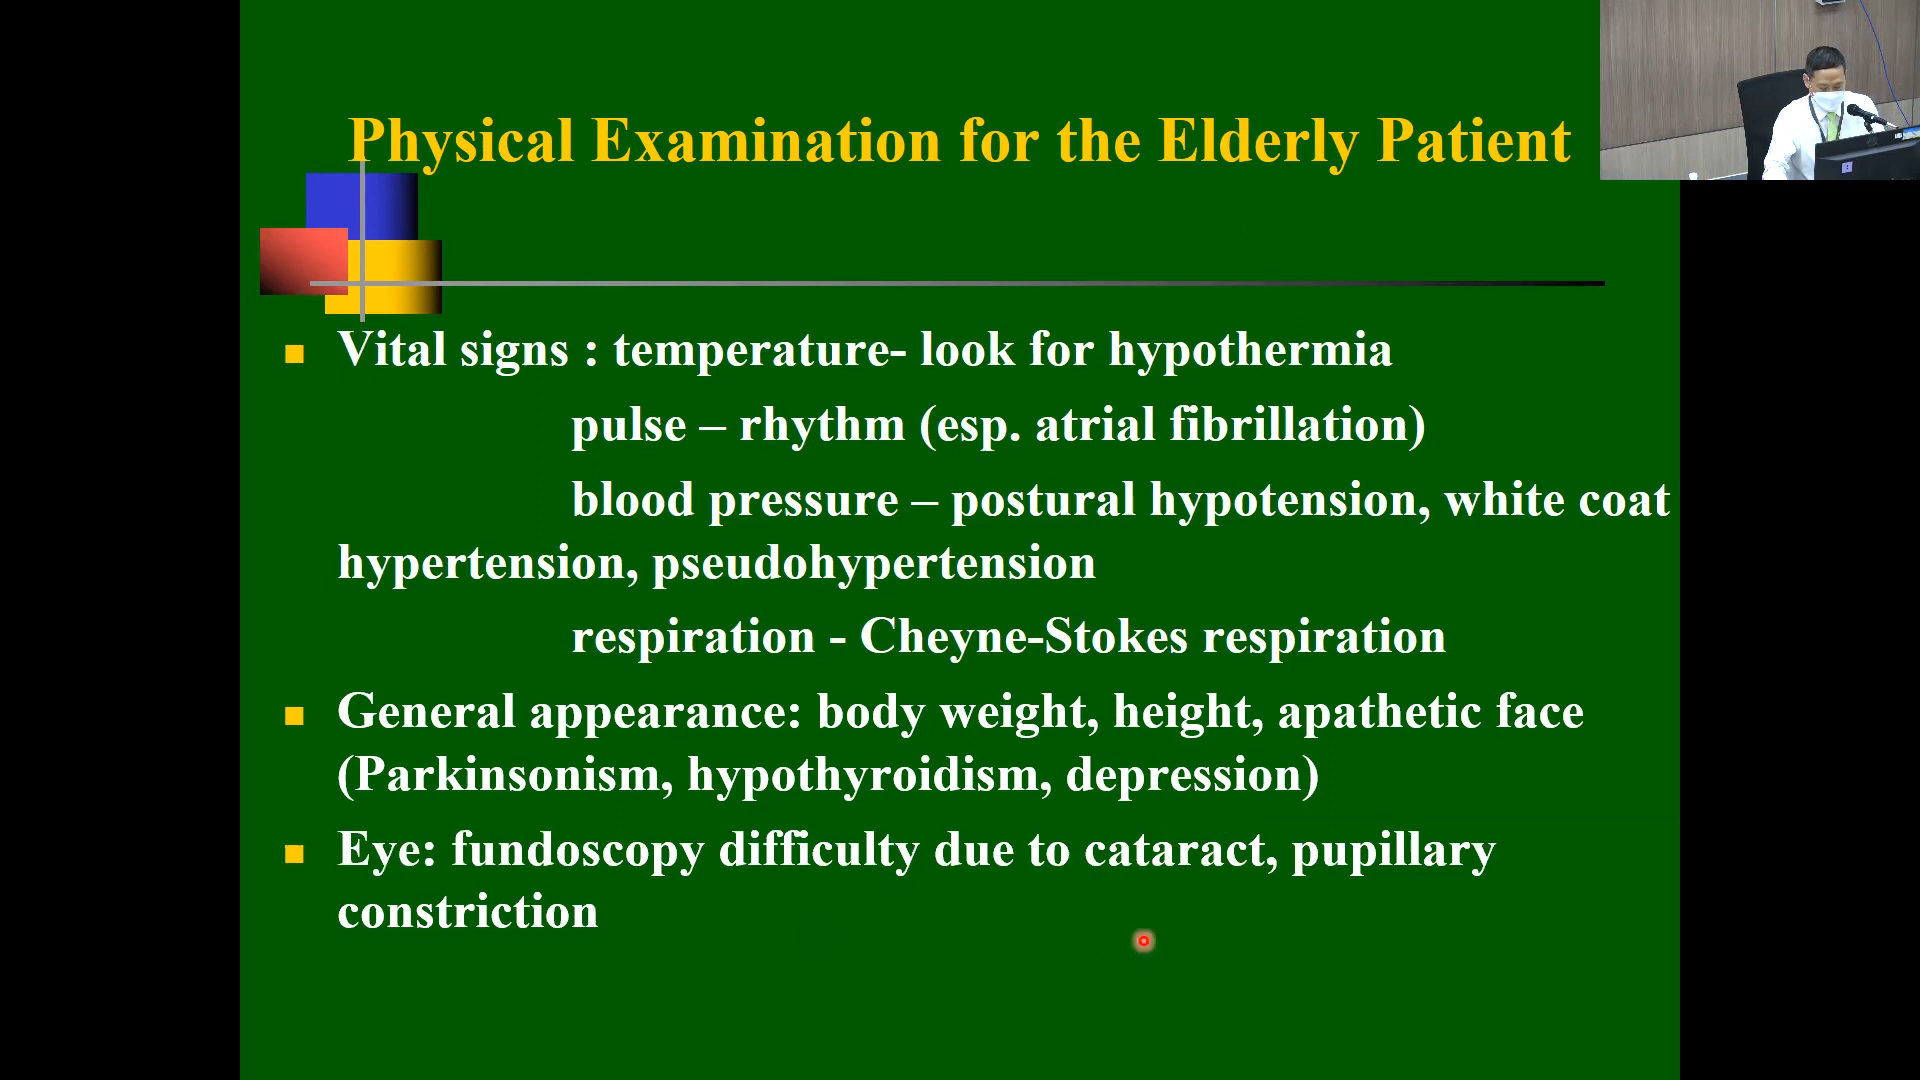 Physical Examination for the Elderly Patient
Vital signs : temperature- look for hypothermia
pulse – rhythm (esp. atrial fibrillation)
blood pressure – postural hypotension, white coat
hypertension, pseudohypertension
respiration - Cheyne-Stokes respiration
General appearance: body weight, height, apathetic face
(Parkinsonism, hypothyroidism, depression)
Eye: fundoscopy difficulty due to cataract, pupillary
constriction